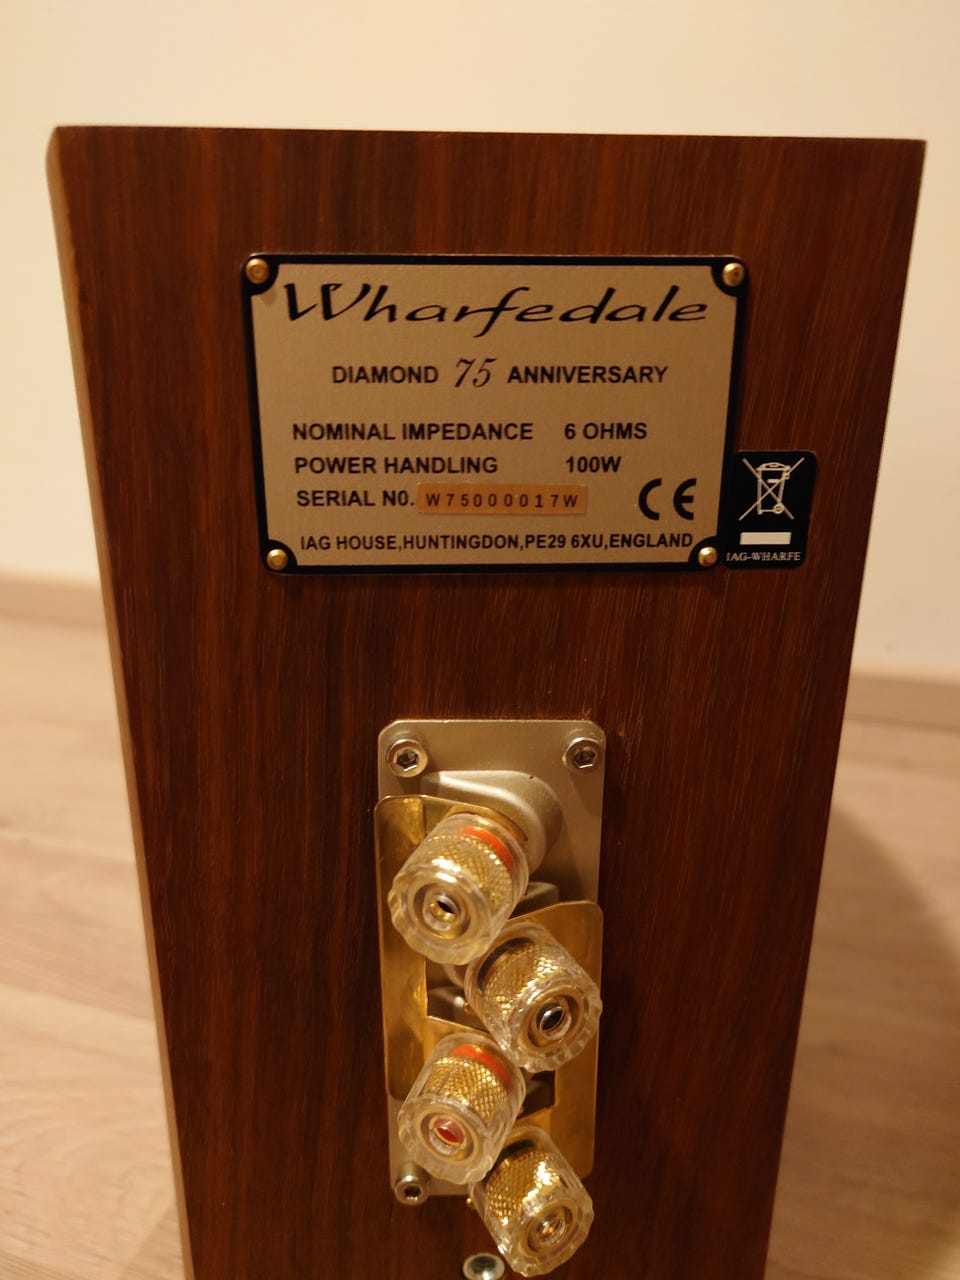 Wharfedale
DIAMOND 75 ANNIVERSARY
NOMINAL IMPEDANCE 6 OHMS
POWER HANDLING 100W
SERIAL N0. W75000017W CE
IAG HOUSE,HUNTINGDON,PE29 6XU,ENGLAND
IAG-WHARFE